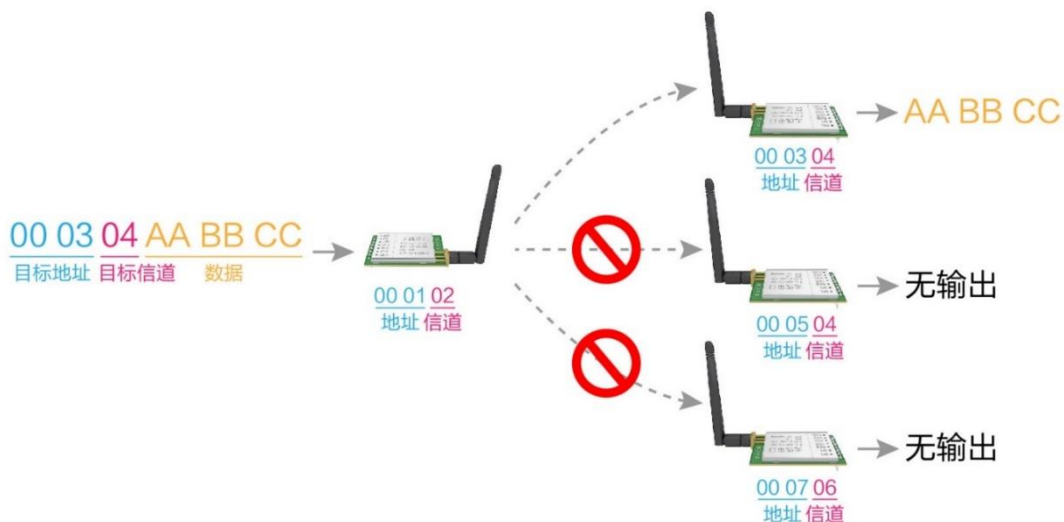 00 03 04 AA BB CC
目标地址 目标信道 数据
00 01 02
地址 信道
AA BB CC
00 03 04
地址 信道
无输出
00 05 04
地址 信道
无输出
00 07 06
地址 信道